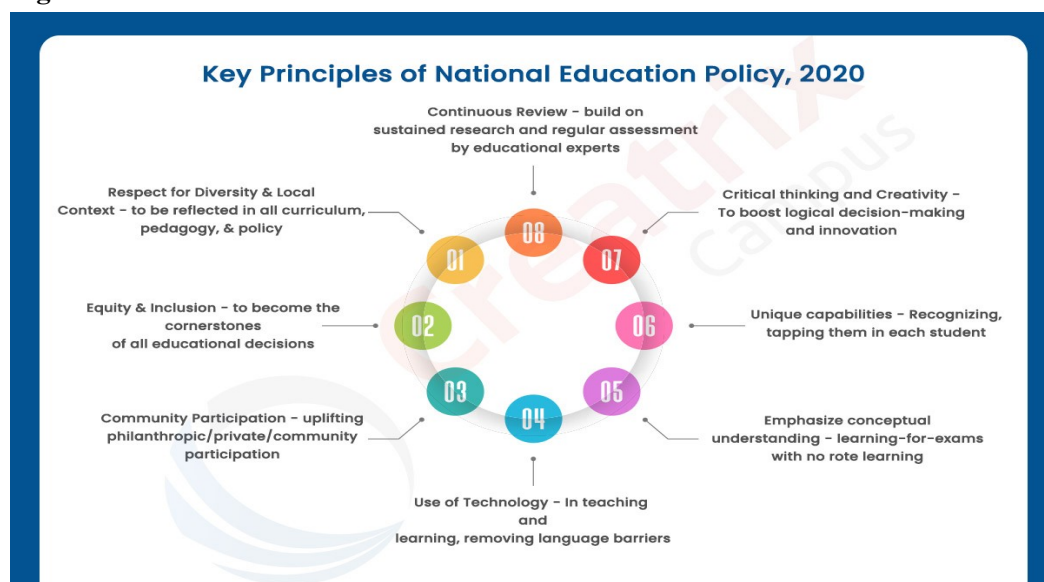 Key Principles of National Education Policy, 2020
Continuous Review - build on
sustained research and regular assessment
by educational experts
Respect for Diversity & Local
Context - to be reflected in all curriculum,
pedagogy, & policy
Critical thinking and Creativity -
To boost logical decision-making
and innovation
08
01
07
Equity & Inclusion - to become the
cornerstones
of all educational decisions
02
06
Unique capabilities - Recognizing,
tapping them in each student
03
05
04
Community Participation - uplifting
philanthropic/private/community
participation
Emphasize conceptual
understanding - learning-for-exams
with no rote learning
Use of Technology - In teaching
and
learning, removing language barriers
Creatrix
Campus